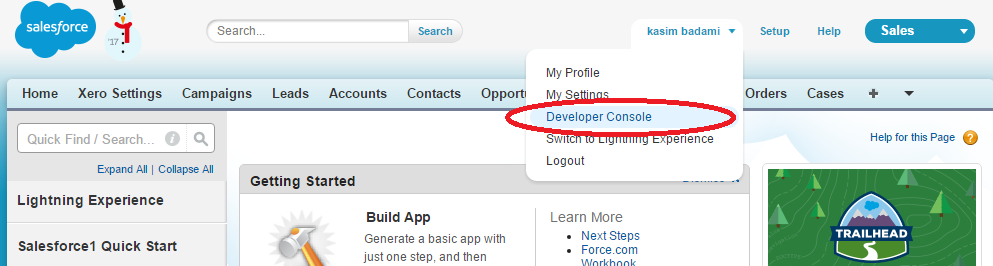 salesforce
'17
Search...
Search
kasim badami
Setup
Help
Sales
My Profile
My Settings
Developer Console
Switch to Lightning Experience
Logout
Home Xero Settings Campaigns Leads Accounts Contacts Orders Cases +
Quick Find / Search...
Expand All | Collapse All
Lightning Experience
Salesforce1 Quick Start
Help for this Page ?
Getting Started
Build App
Generate a basic app with
just one step, and then
Learn More
Next Steps
Force.com
Workbook
TRAILHEAD